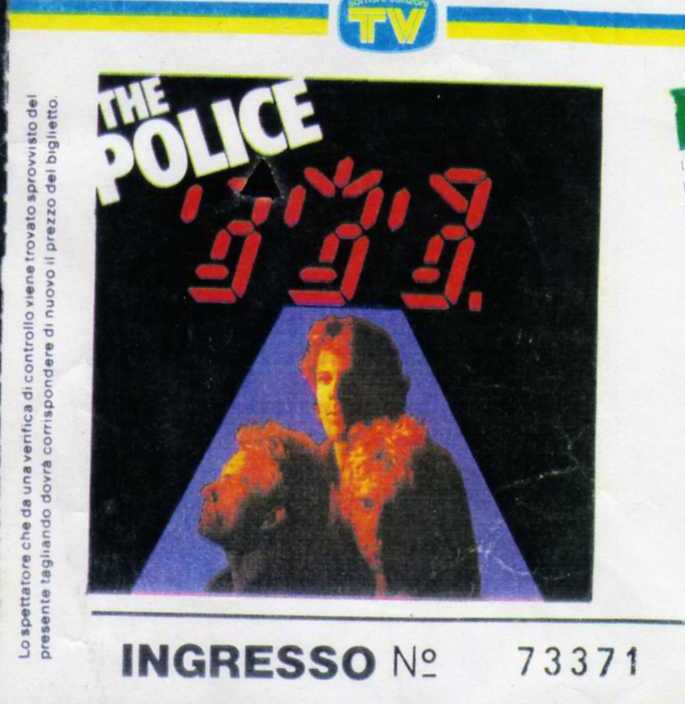 TV
THE
POLICE
Lo spettatore che da una verifica di controllo viene trovato sprovvisto del
presente tagliando dovrà corrispondere di nuovo il prezzo del biglietto.
INGRESSO Nº 73371